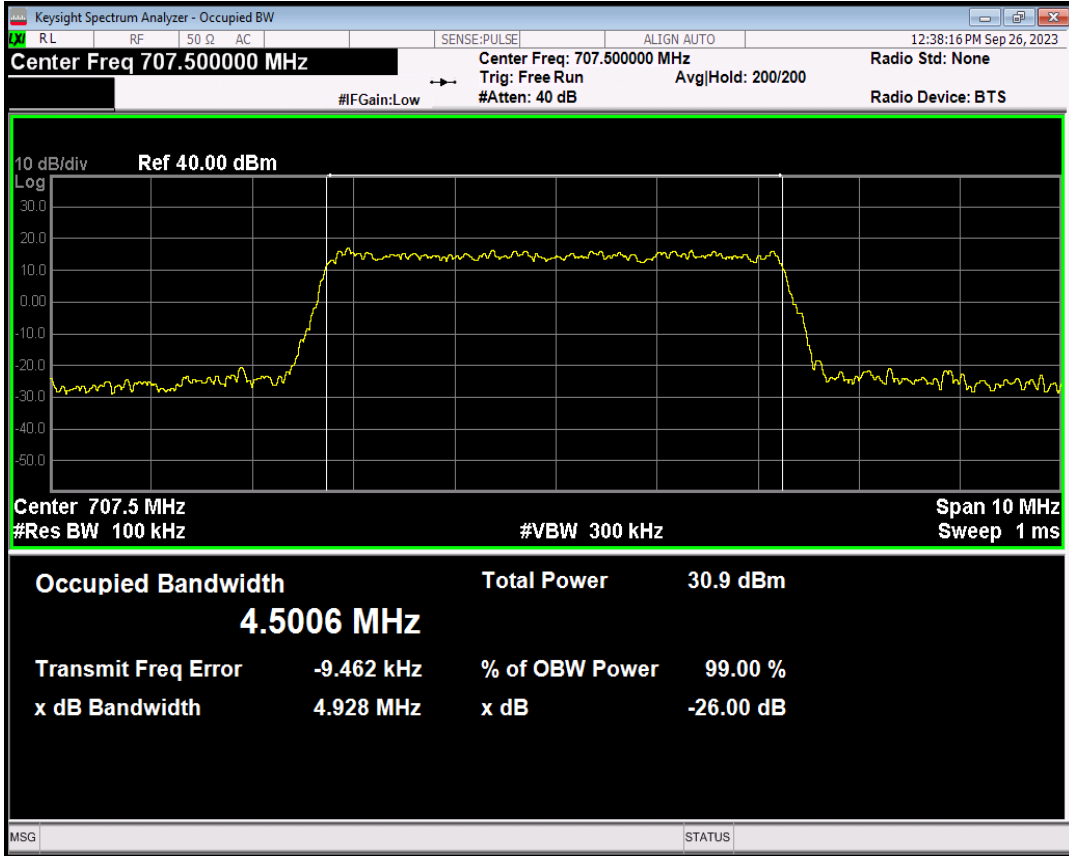 Keysight Spectrum Analyzer - Occupied BW
LXI RL RF 50 Ω AC SENSE:PULSE ALIGN AUTO 12:38:16 PM Sep 26, 2023
Center Freq 707.500000 MHz Center Freq: 707.500000 MHz Radio Std: None
Trig: Free Run Avg|Hold: 200/200
#IFGain:Low #Atten: 40 dB Radio Device: BTS
10 dB/div Ref 40.00 dBm
Log
30.0
20.0
10.0
0.00
-10.0
-20.0
-30.0
-40.0
-50.0
Center 707.5 MHz Span 10 MHz
#Res BW 100 kHz #VBW 300 kHz Sweep 1 ms
Occupied Bandwidth Total Power 30.9 dBm
4.5006 MHz
Transmit Freq Error -9.462 kHz % of OBW Power 99.00 %
x dB Bandwidth 4.928 MHz x dB -26.00 dB
MSG STATUS